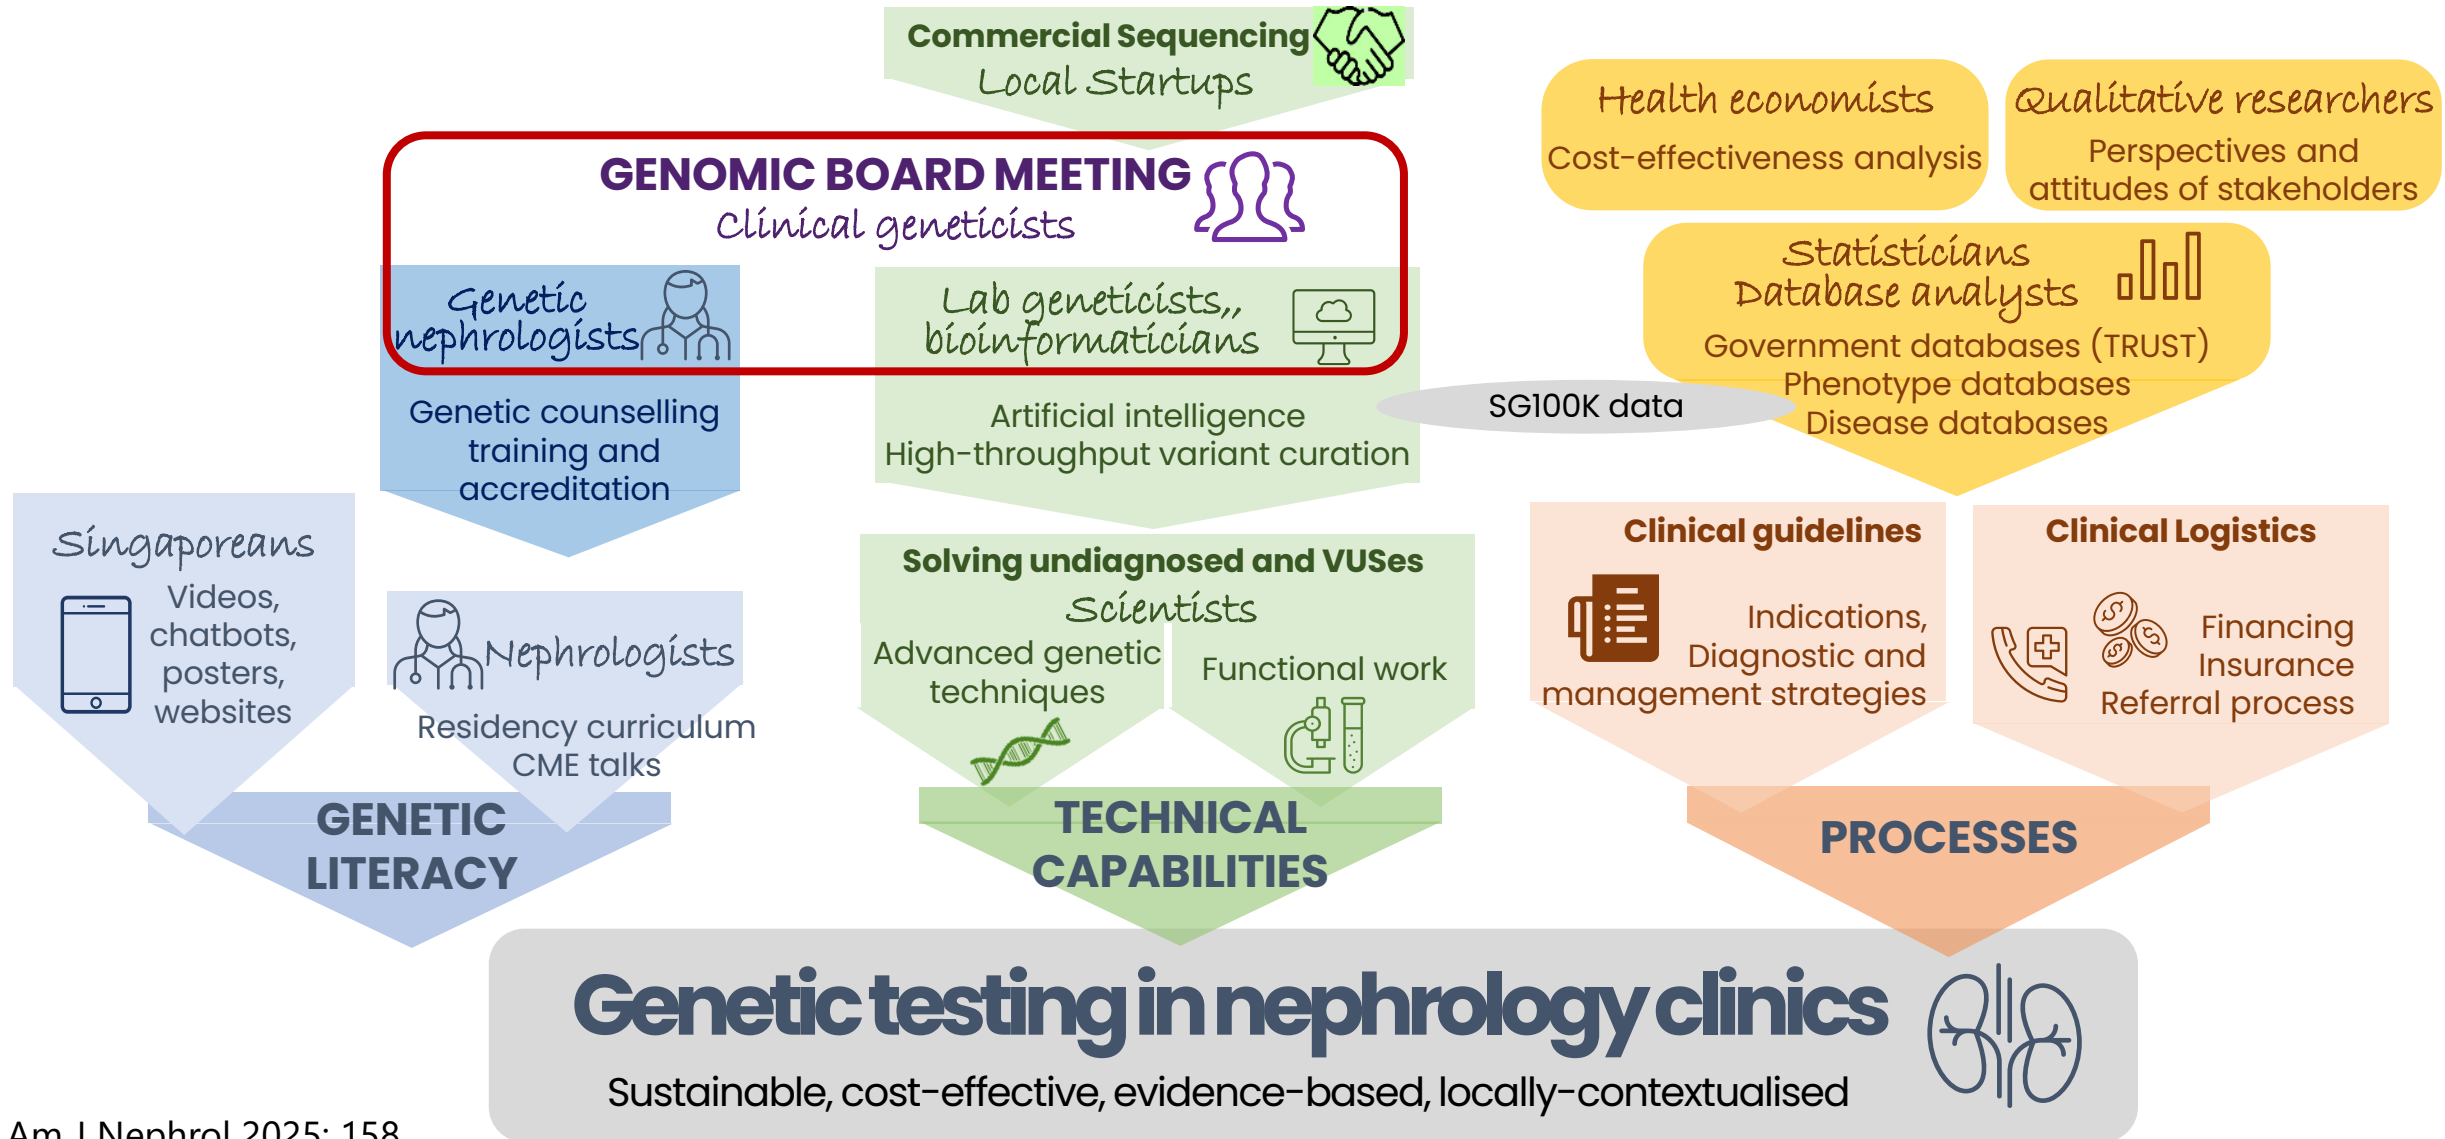 Commercial Sequencing
Local Startups
GENOMIC BOARD MEETING
Clinical geneticists
Genetic
nephrologists
Genetic counselling
training and
accreditation
Lab geneticists,,
bioinformaticians
Artificial intelligence
High-throughput variant curation
SG100K data
Health economists
Cost-effectiveness analysis
Qualitative researchers
Perspectives and
attitudes of stakeholders
Statisticians
Database analysts
Government databases (TRUST)
Phenotype databases
Disease databases
Singaporeans
Videos,
chatbots,
posters,
websites
Nephrologists
Residency curriculum
CME talks
GENETIC
LITERACY
Solving undiagnosed and VUSes
Scientists
Advanced genetic
techniques
Functional work
TECHNICAL
CAPABILITIES
Clinical guidelines
Indications,
Diagnostic and
management strategies
Clinical Logistics
Financing
Insurance
Referral process
PROCESSES
Genetic testing in nephrology clinics
Sustainable, cost-effective, evidence-based, locally-contextualised
Am J Nephrol 2025; 158